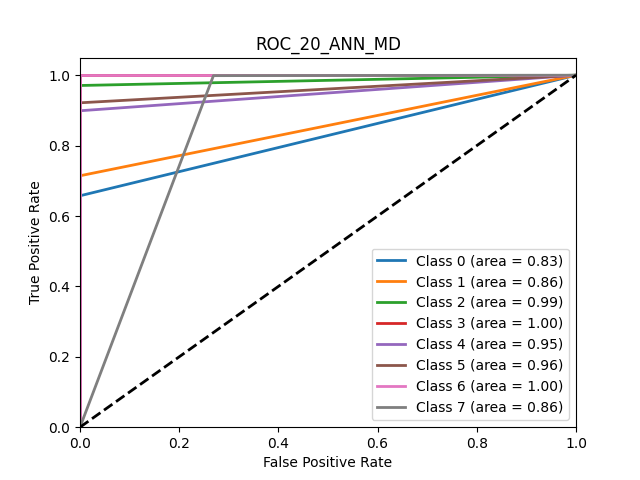 ROC_20_ANN_MD
True Positive Rate
1.0
0.8
0.6
0.4
0.2
0.0
Class 0 (area = 0.83)
Class 1 (area = 0.86)
Class 2 (area = 0.99)
Class 3 (area = 1.00)
Class 4 (area = 0.95)
Class 5 (area = 0.96)
Class 6 (area = 1.00)
Class 7 (area = 0.86)
0.0 0.2 0.4 0.6 0.8 1.0
False Positive Rate